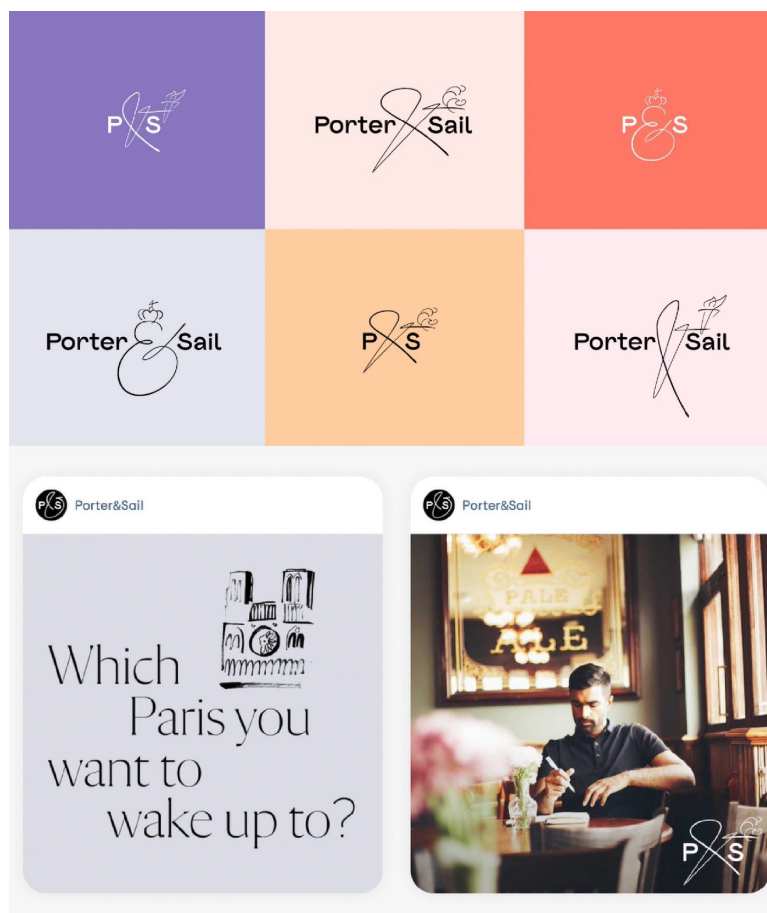 P&S
Porter&Sail
P&S
Porter&Sail
P&S
Porter&Sail
P&S Porter&Sail
Which
Paris you
want to
wake up to?
P&S Porter&Sail
PALE
ALE
P&S